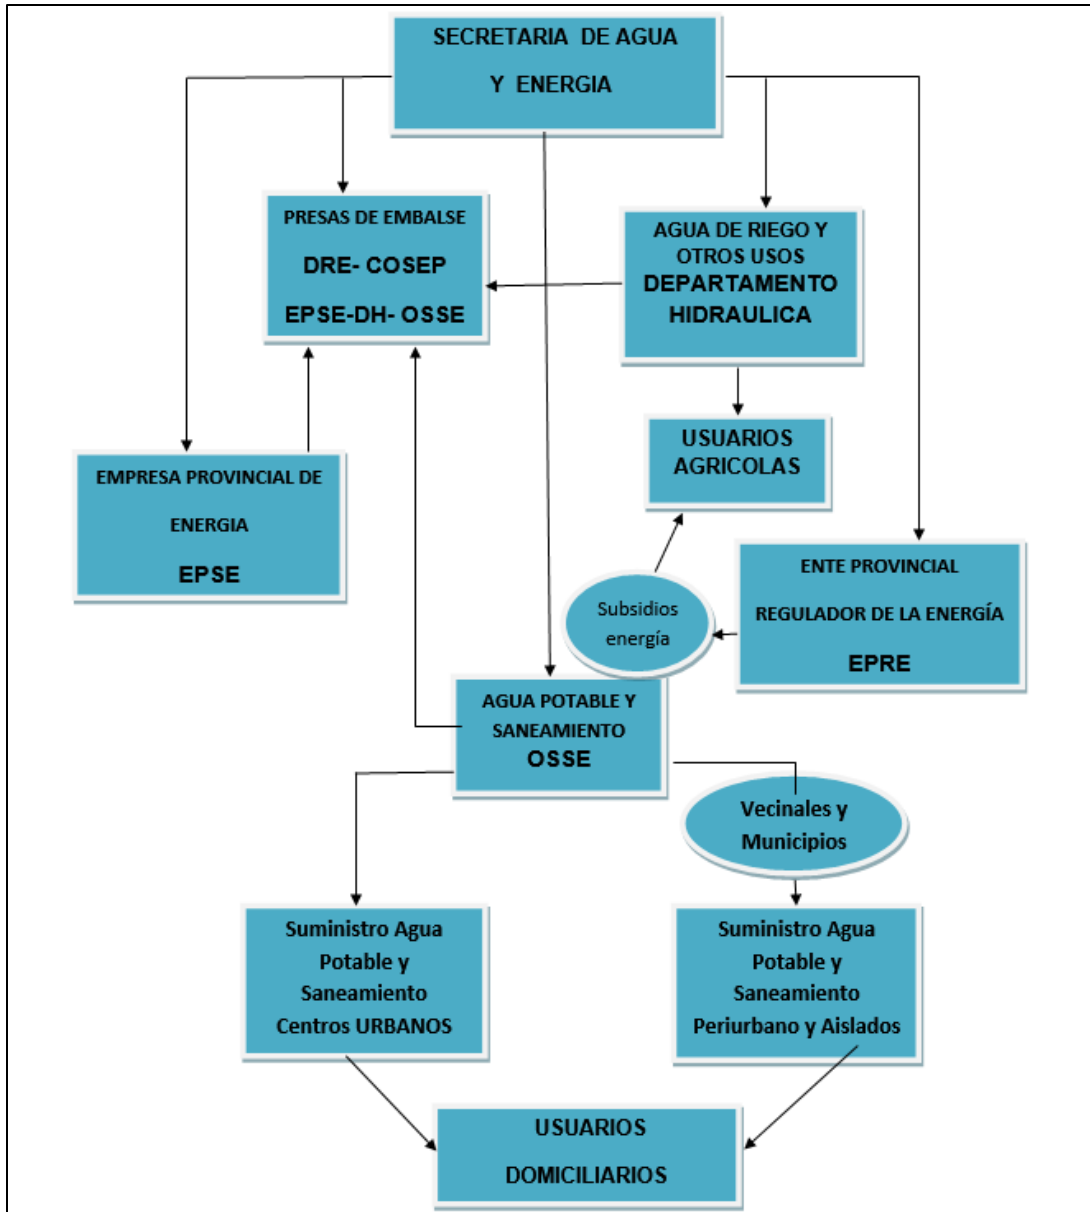 SECRETARIA DE AGUA
Y ENERGIA
PRESAS DE EMBALSE
DRE- COSEP
EPSE-DH- OSSE
AGUA DE RIEGO Y
OTROS USOS
DEPARTAMENTO
HIDRAULICA
USUARIOS
AGRICOLAS
EMPRESA PROVINCIAL DE
ENERGIA
EPSE
Subsidios
energía
ENTE PROVINCIAL
REGULADOR DE LA ENERGÍA
EPRE
AGUA POTABLE Y
SANEAMIENTO
OSSE
Vecinales y
Municipios
Suministro Agua
Potable y
Saneamiento
Centros URBANOS
Suministro Agua
Potable y
Saneamiento
Periurbano y Aislados
USUARIOS
DOMICILIARIOS